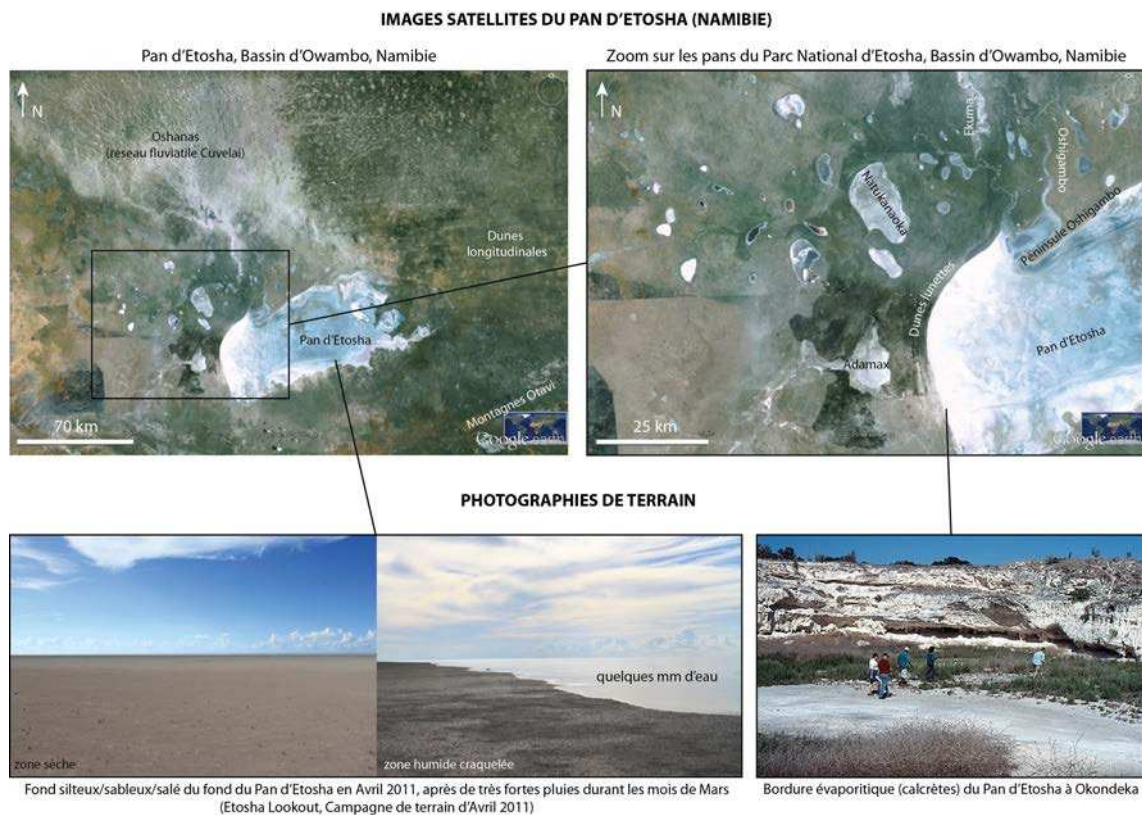 IMAGES SATELLITES DU PAN D'ETOSHA (NAMIBIE)
Pan d'Etosha, Bassin d'Owambo, Namibie
N
Oshanas
(reseau fluviatile Cuvelai)
Dunes
longitudinales
Pan d'Etosha
Montagnes Otavi
70 km
Google earth
Zoom sur les pans du Parc National d'Etosha, Bassin d'Owambo, Namibie
N
Ekuma
Oshigambo
Natukanaoka
Péninsule Oshigambo
Dunes lunettes
Pan d'Etosha
Adamax
25 km
Google earth
PHOTOGRAPHIES DE TERRAIN
quelques mm d'eau
zone sèche
zone humide craquelée
Fond silteux/sableux/salé du fond du Pan d'Etosha en Avril 2011, après de très fortes pluies durant les mois de Mars
(Etosha Lookout, Campagne de terrain d'Avril 2011)
Bordure évaporitique (calcrètes) du Pan d'Etosha à Okondeka